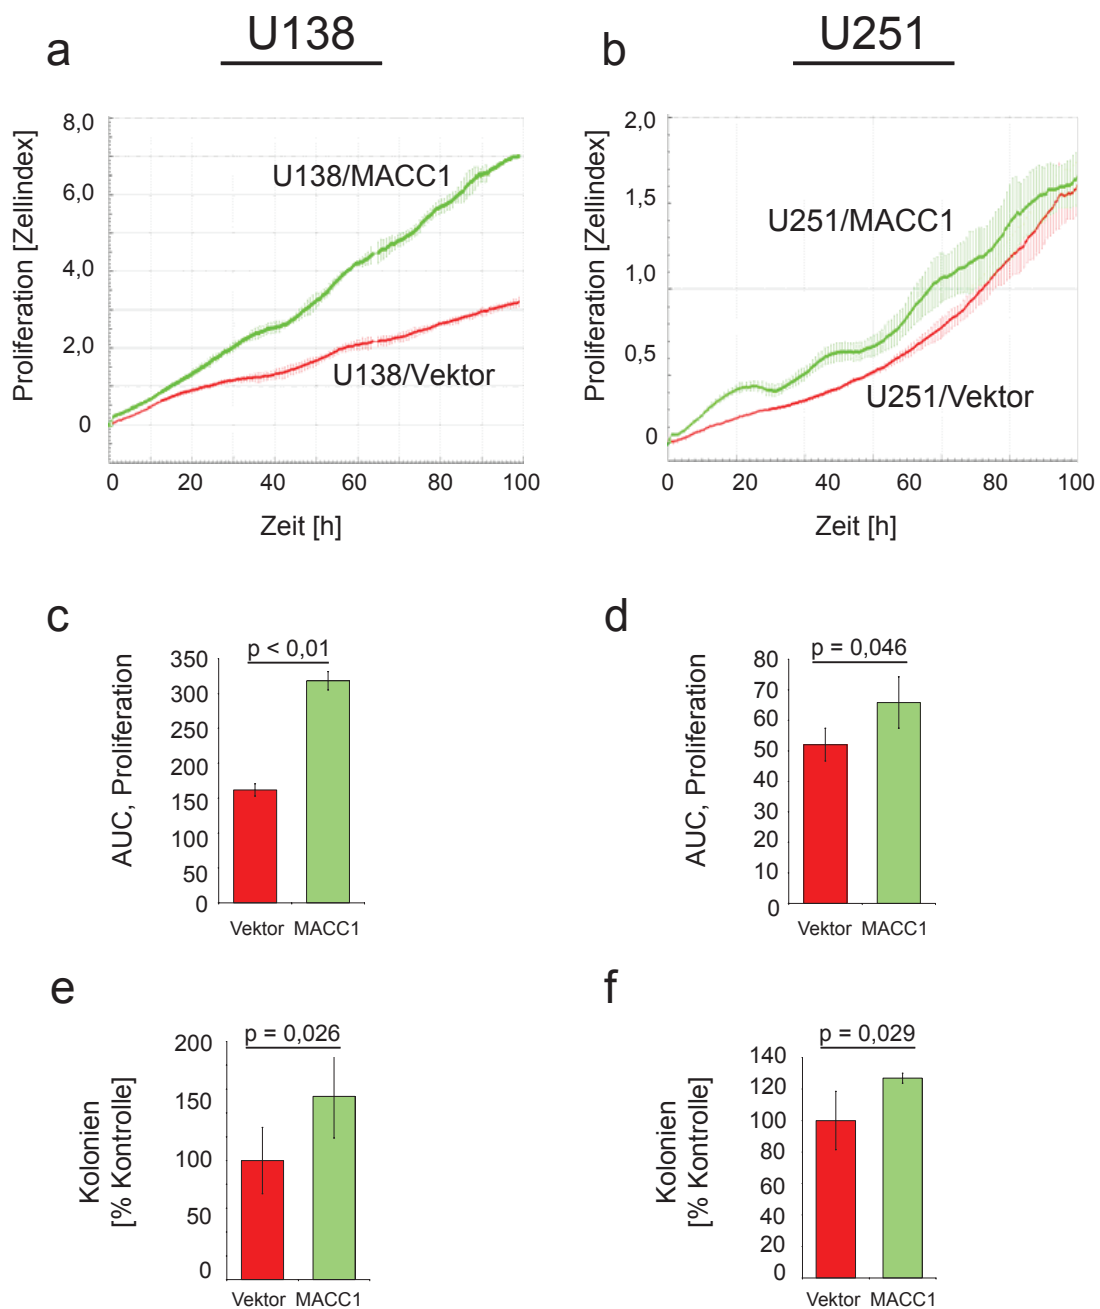 a
U138
b
U251
Proliferation [Zellindex]
8,0
6,0
4,0
2,0
0
U138/MACC1
U138/Vektor
0 20 40 60 80 100
Zeit [h]
Proliferation [Zellindex]
2,0
1,5
1,0
0,5
0
U251/MACC1
U251/Vektor
0 20 40 60 80 100
Zeit [h]
c
p < 0,01
AUC, Proliferation
350
300
250
200
150
100
50
0
Vektor MACC1
d
p = 0,046
AUC, Proliferation
80
70
60
50
40
30
20
10
0
Vektor MACC1
e
p = 0,026
Kolonien
[% Kontrolle]
200
150
100
50
0
Vektor MACC1
f
p = 0,029
Kolonien
[% Kontrolle]
140
120
100
80
60
40
20
0
Vektor MACC1